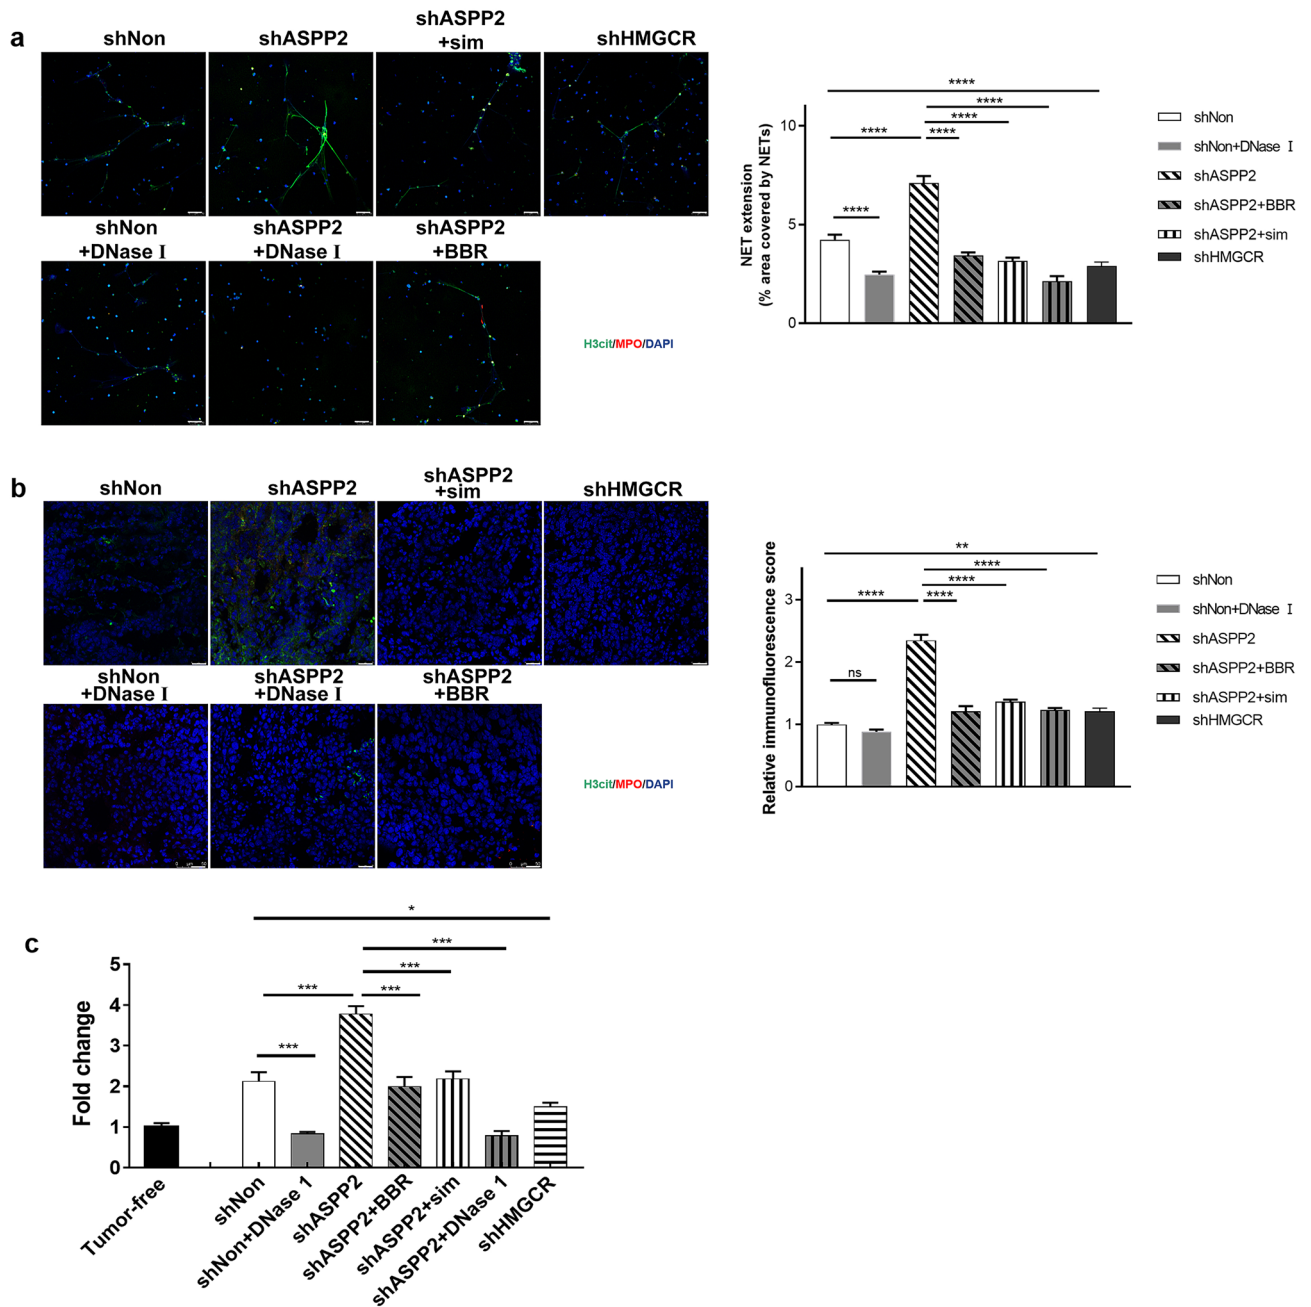 a
shNon
shASPP2
shASPP2
+sim
shHMGCR
shNon
+DNase I
shASPP2
+DNase I
shASPP2
+BBR
H3cit/MPO/DAPI
NET extension
(% area covered by NETs)
10
5
0
****
****
****
****
****
****
shNon
shNon+DNase I
shASPP2
shASPP2+BBR
shASPP2+sim
shHMGCR
b
shNon
shASPP2
shASPP2
+sim
shHMGCR
shNon
+DNase I
shASPP2
+DNase I
shASPP2
+BBR
H3cit/MPO/DAPI
Relative immunofluorescence score
3
2
1
0
**
****
****
****
****
ns
shNon
shNon+DNase I
shASPP2
shASPP2+BBR
shASPP2+sim
shHMGCR
c
Fold change
5
4
3
2
1
0
*
***
***
***
***
***
Tumor-free
shNon
shNon+DNase 1
shASPP2
shASPP2+BBR
shASPP2+sim
shASPP2+DNase 1
shHMGCR